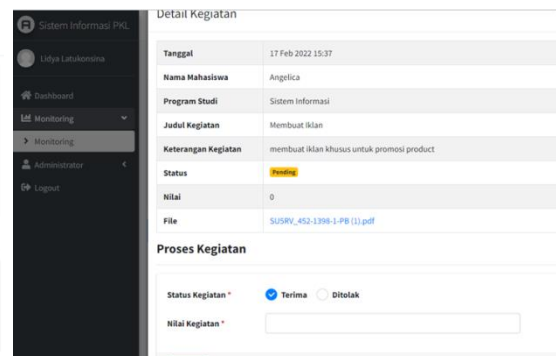 Sistem Informasi PKL
Lidya Latukonsina
Dashboard
Monitoring
Monitoring
Administrator
Logout
Detail Kegiatan
Tanggal 17 Feb 2022 15:37
Nama Mahasiswa Angelica
Program Studi Sistem Informasi
Judul Kegiatan Membuat Iklan
Keterangan Kegiatan membuat iklan khusus untuk promosi product
Status Pending
Nilai 0
File SUSRV_452-1398-1-PB (1).pdf
Proses Kegiatan
Status Kegiatan * Terima Ditolak
Nilai Kegiatan *